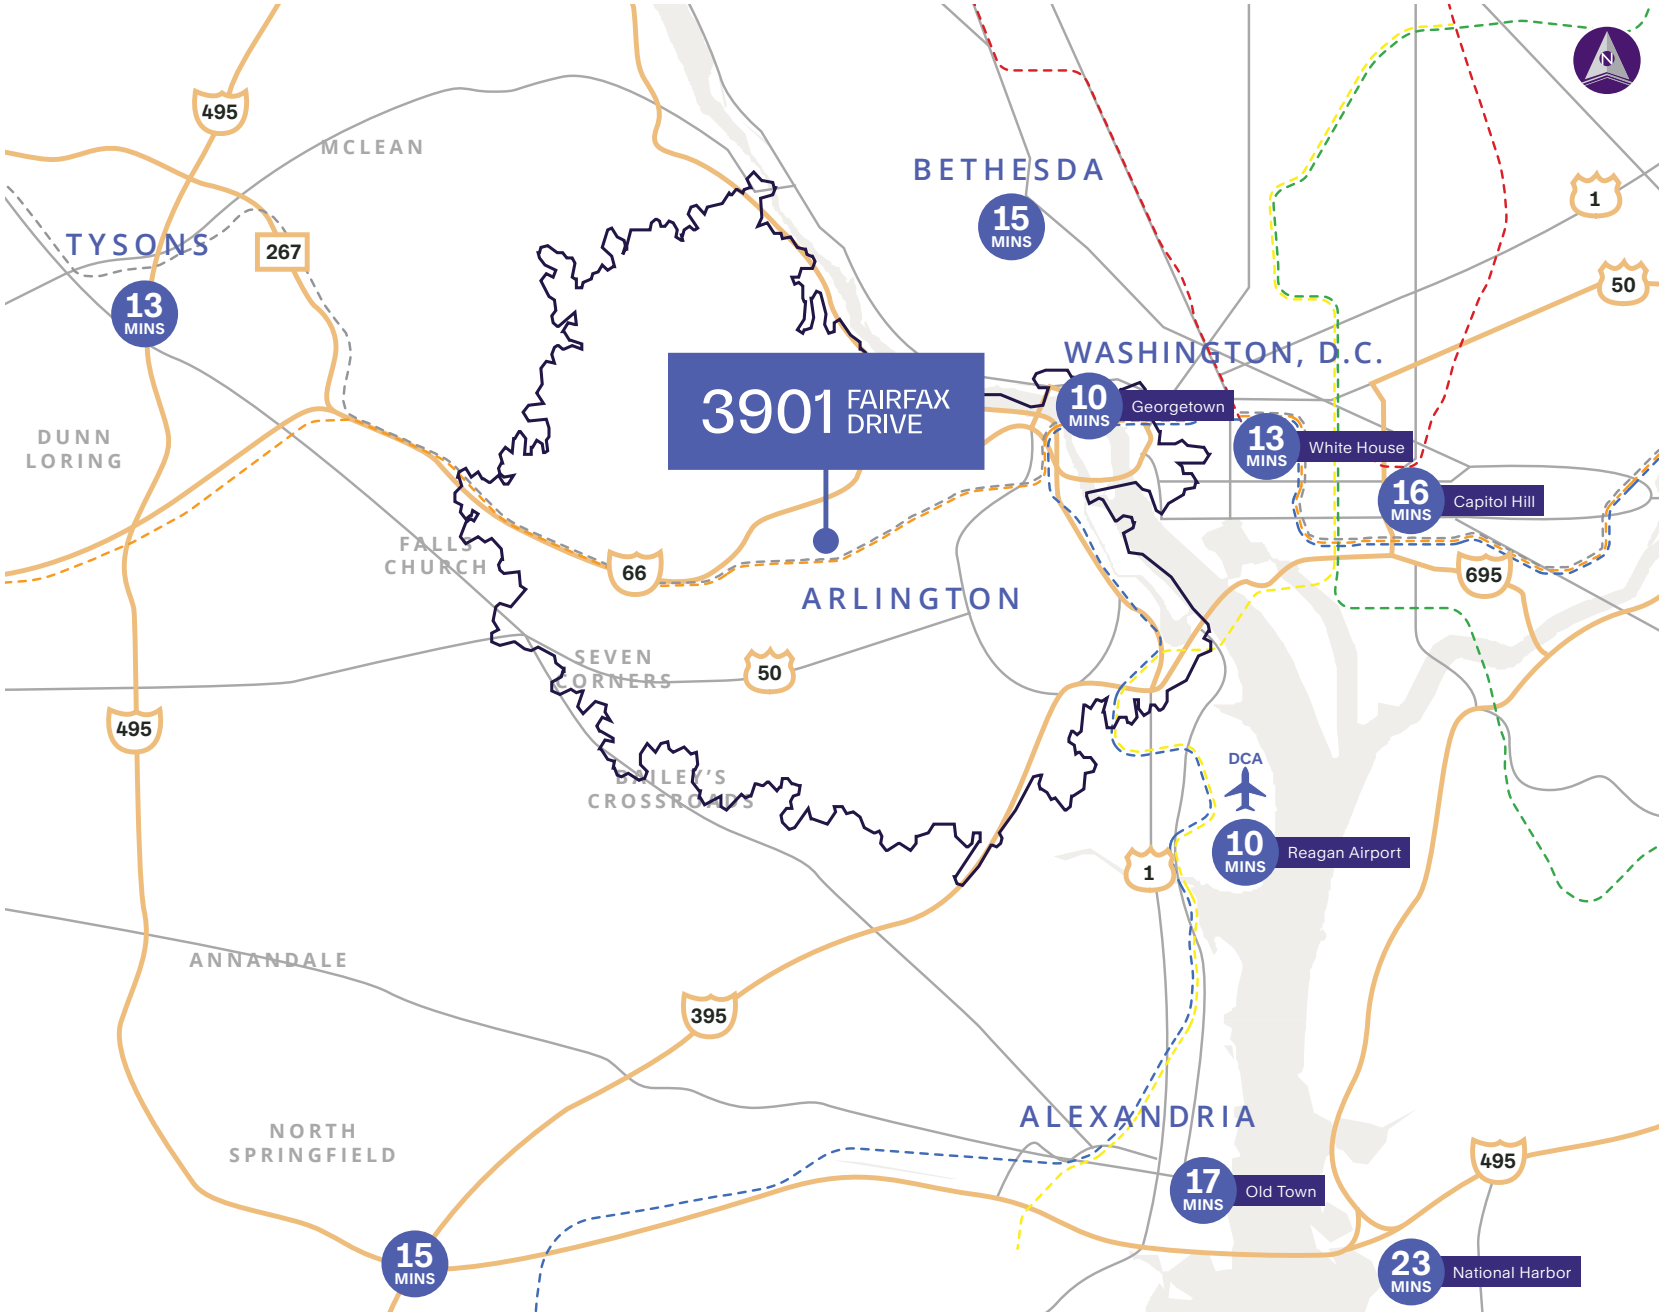 N
495
MCLEAN
BETHESDA
15
MINS
1
TYSONS
267
50
13
MINS
WASHINGTON, D.C.
3901 FAIRFAX
DRIVE
10
MINS
Georgetown
13
MINS
White House
DUNN
LORING
16
MINS
Capitol Hill
FALLS
CHURCH
66
695
ARLINGTON
SEVEN
CORNERS
50
495
DCA
BAILEY'S
CROSSROADS
10
MINS
Reagan Airport
1
ANNANDALE
395
ALEXANDRIA
NORTH
SPRINGFIELD
495
17
MINS
Old Town
15
MINS
23
MINS
National Harbor